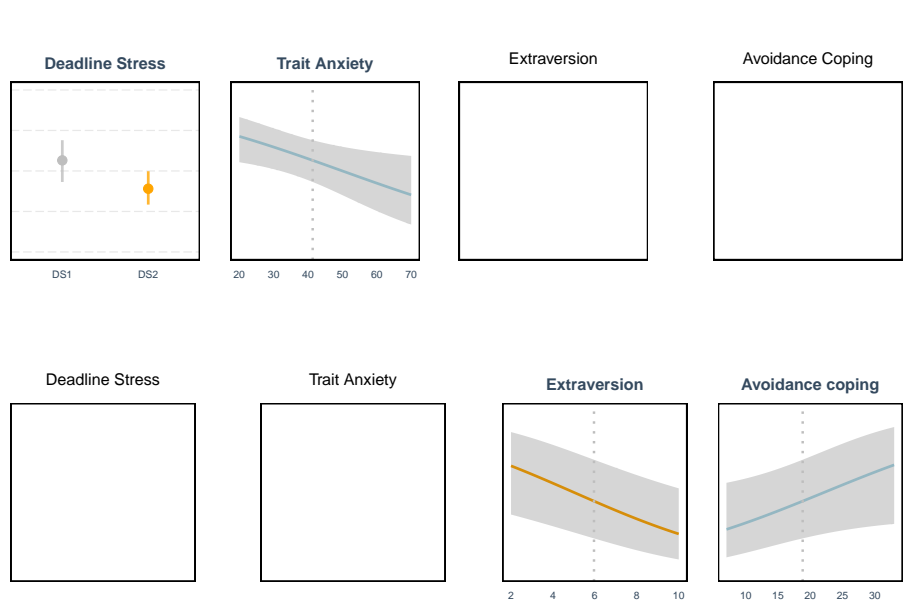 Deadline Stress Trait Anxiety Extraversion Avoidance Coping
DS1 DS2 20 30 40 50 60 70
Deadline Stress Trait Anxiety Extraversion Avoidance coping
2 4 6 8 10 10 15 20 25 30